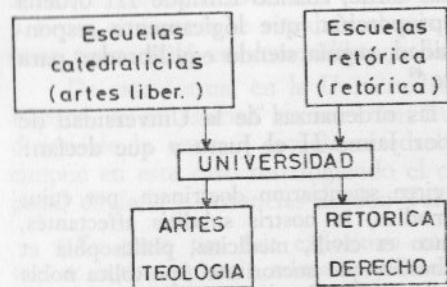 Escuelas
catedralicias
(artes liber.)
Escuelas
retórica
(retórica)
UNIVERSIDAD
ARTES
TEOLOGIA
RETORICA
DERECHO